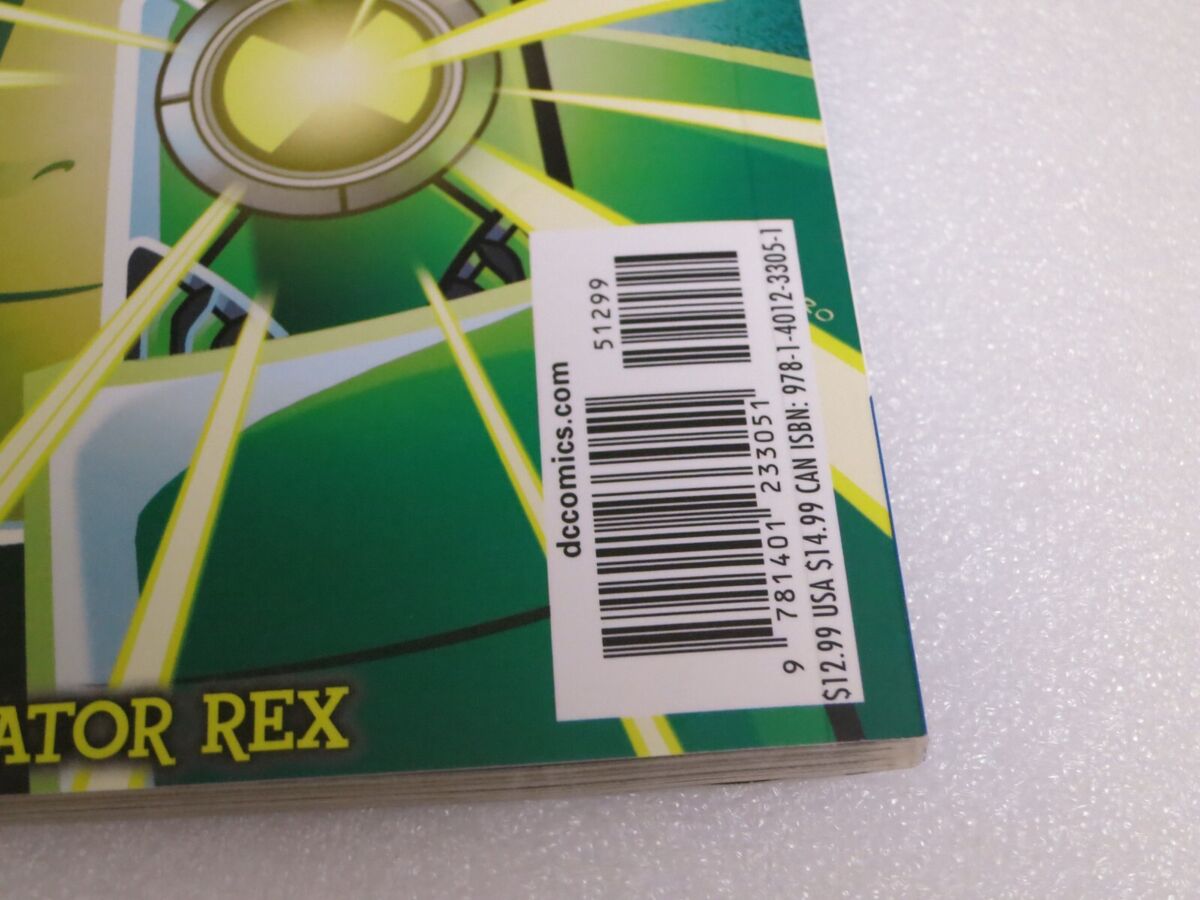 51299
dccomics.com
9 781401 233051
$12.99 USA $14.99 CAN ISBN: 978-1-4012-3305-1
ATOR REX